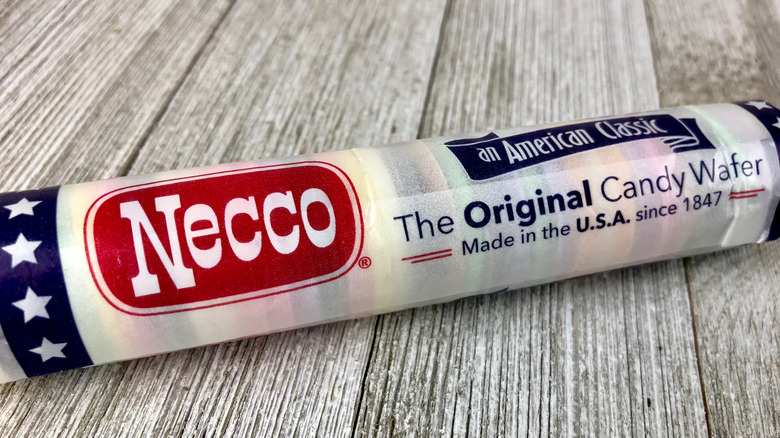 Necco®
an American Classic
The Original Candy Wafer
Made in the U.S.A. since 1847